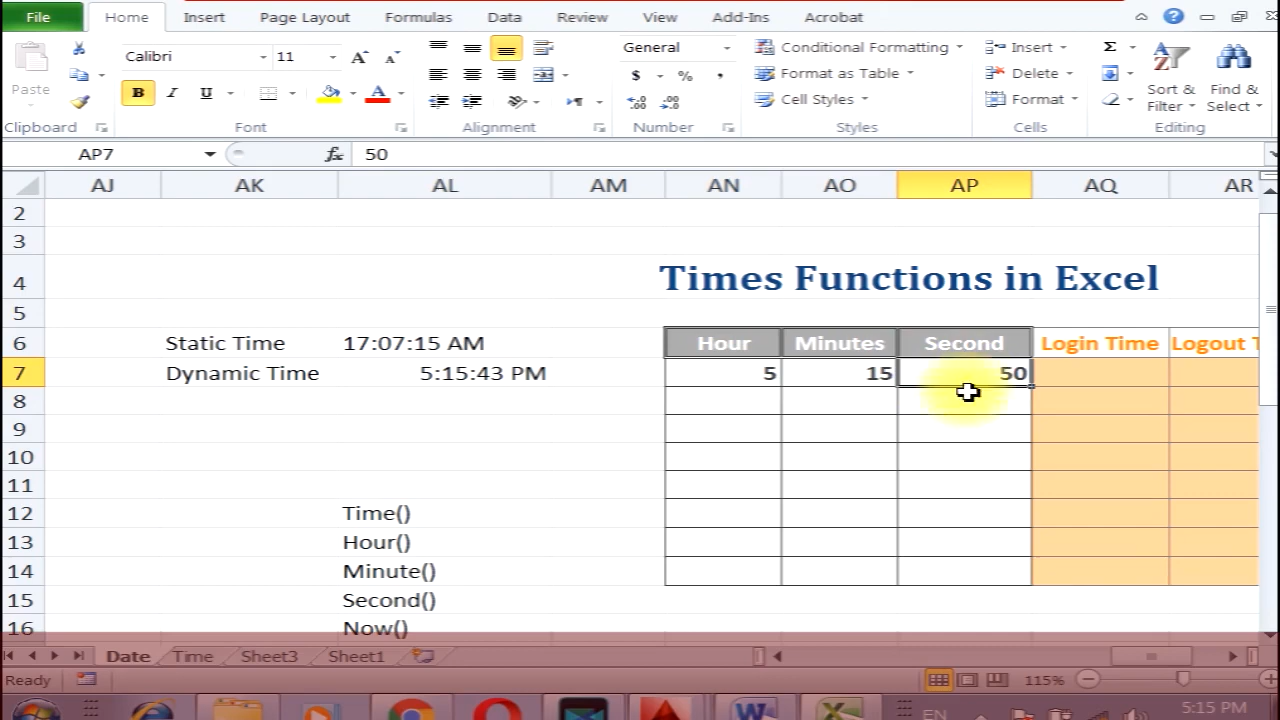 File Home Insert Page Layout Formulas Data Review View Add-Ins Acrobat
Calibri 11 General Conditional Formatting Insert Σ
Paste B I U $ % , Format as Table Delete Sort & Find &
Cell Styles Format Filter Select
Clipboard Font Alignment Number Styles Cells Editing
AP7 fx 50
AJ AK AL AM AN AO AP AQ AR
2
3
4 Times Functions in Excel
5
6 Static Time 17:07:15 AM Hour Minutes Second Login Time Logout T
7 Dynamic Time 5:15:43 PM 5 15 50
8
9
10
11
12 Time()
13 Hour()
14 Minute()
15 Second()
16 Now()
Date Time Sheet3 Sheet1
Ready 115%
EN 5:15 PM